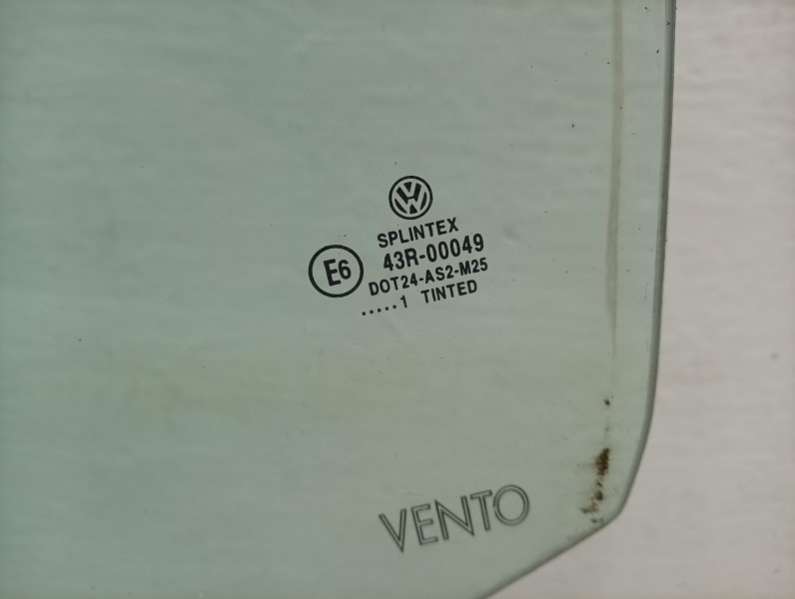 SPLINTEX
E6
43R-00049
DOT24-AS2-M25
.....1 TINTED
VENTO